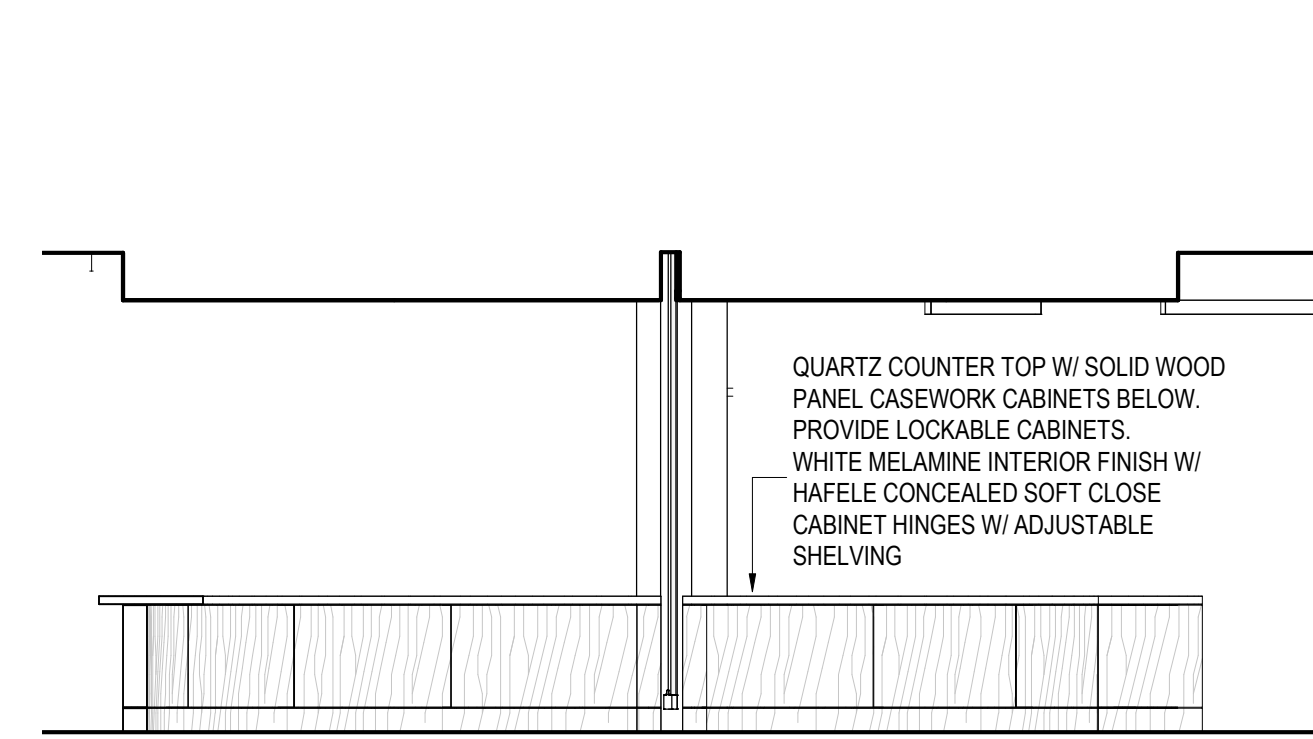 QUARTZ COUNTER TOP W/ SOLID WOOD
PANEL CASEWORK CABINETS BELOW.
PROVIDE LOCKABLE CABINETS.
WHITE MELAMINE INTERIOR FINISH W/
HAFELE CONCEALED SOFT CLOSE
CABINET HINGES W/ ADJUSTABLE
SHELVING